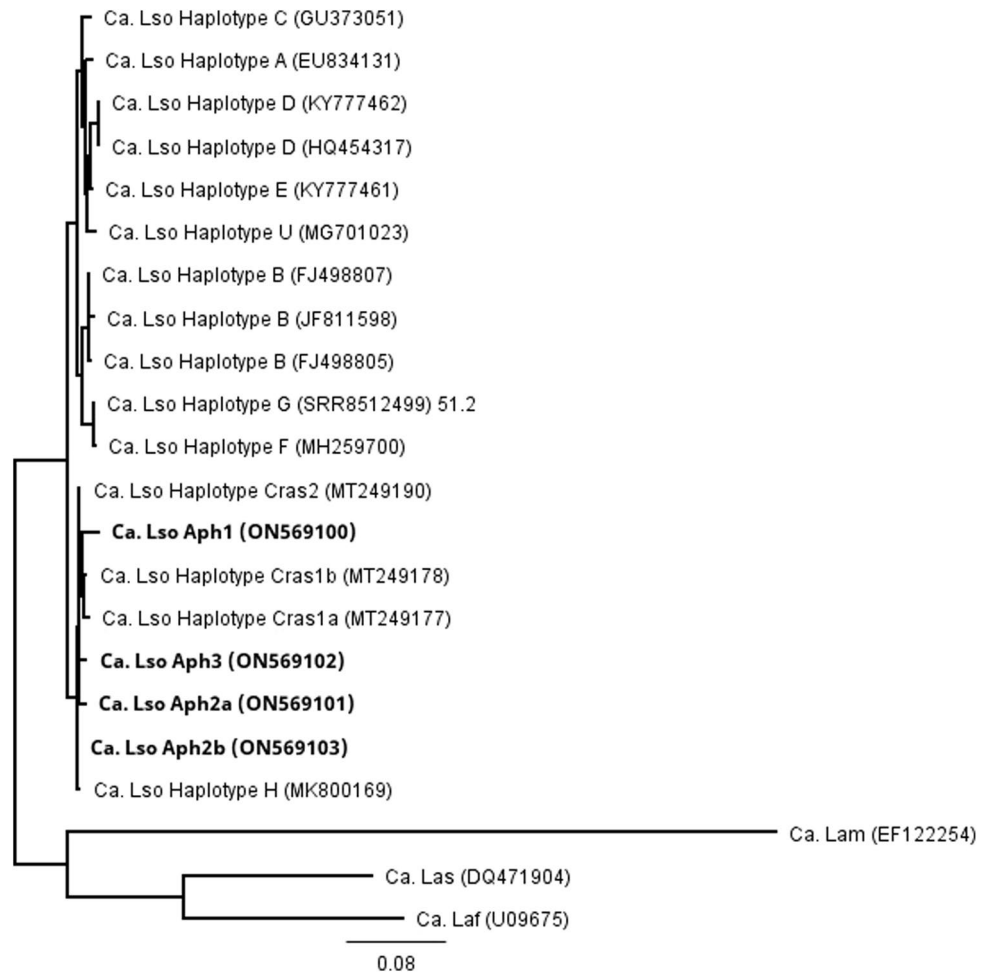 Ca. Lso Haplotype C (GU373051)
Ca. Lso Haplotype A (EU834131)
Ca. Lso Haplotype D (KY777462)
Ca. Lso Haplotype D (HQ454317)
Ca. Lso Haplotype E (KY777461)
Ca. Lso Haplotype U (MG701023)
Ca. Lso Haplotype B (FJ498807)
Ca. Lso Haplotype B (JF811598)
Ca. Lso Haplotype B (FJ498805)
Ca. Lso Haplotype G (SRR8512499) 51.2
Ca. Lso Haplotype F (MH259700)
Ca. Lso Haplotype Cras2 (MT249190)
Ca. Lso Aph1 (ON569100)
Ca. Lso Haplotype Cras1b (MT249178)
Ca. Lso Haplotype Cras1a (MT249177)
Ca. Lso Aph3 (ON569102)
Ca. Lso Aph2a (ON569101)
Ca. Lso Aph2b (ON569103)
Ca. Lso Haplotype H (MK800169)
Ca. Lam (EF122254)
Ca. Las (DQ471904)
Ca. Laf (U09675)
0.08